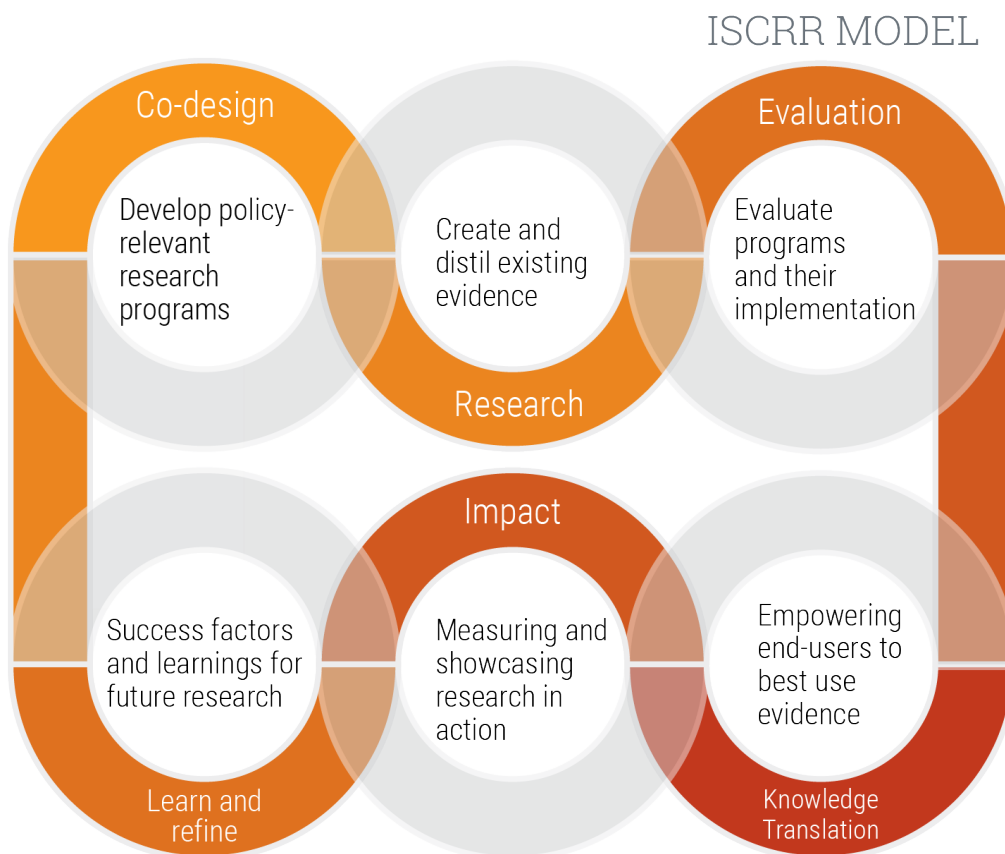 ISCRR MODEL
Co-design
Develop policy-
relevant
research
programs
Create and
distil existing
evidence
Research
Evaluation
Evaluate
programs
and their
implementation
Success factors
and learnings for
future research
Learn and
refine
Impact
Measuring and
showcasing
research in
action
Empowering
end-users to
best use
evidence
Knowledge
Translation